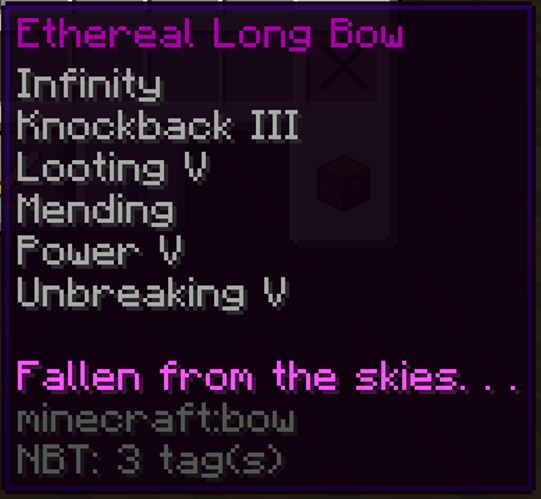 Ethereal Long Bow
Infinity
Knockback III
Looting V
Mending
Power V
Unbreaking V
Fallen from the skies...
minecraft:bow
NBT: 3 tag(s)